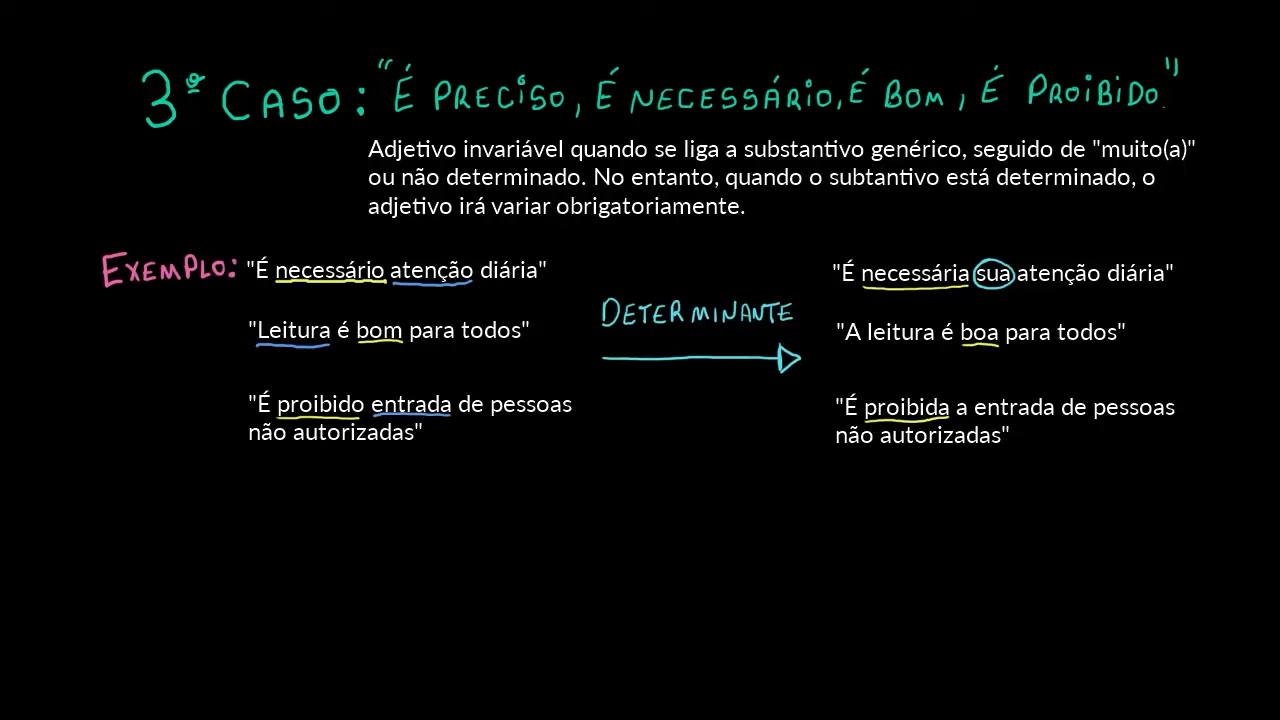 3º CASO: "É PRECISO, É NECESSÁRIO, É BOM, É PROIBIDO."
Adjetivo invariável quando se liga a substantivo genérico, seguido de "muito(a)"
ou não determinado. No entanto, quando o subtantivo está determinado, o
adjetivo irá variar obrigatoriamente.
EXEMPLO: "É necessário atenção diária"
"Leitura é bom para todos"
"É proibido entrada de pessoas
não autorizadas"
DETERMINANTE
"É necessária sua atenção diária"
"A leitura é boa para todos"
"É proibida a entrada de pessoas
não autorizadas"